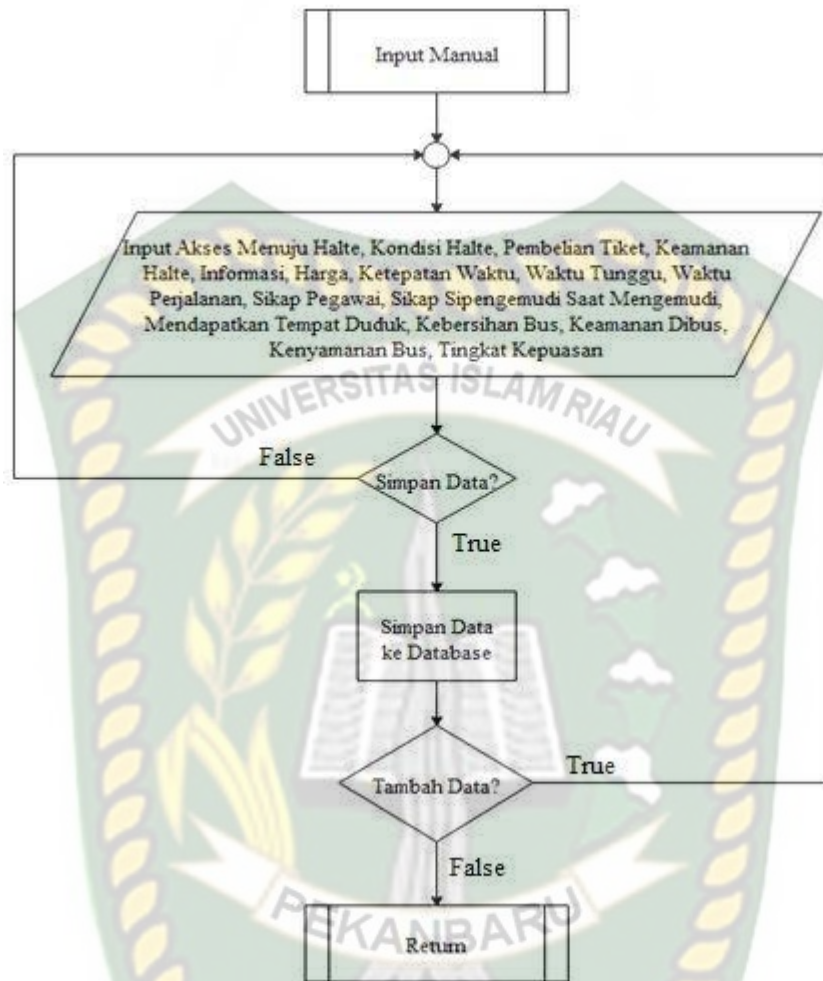 Input Manual
Input Akses Menuju Halte, Kondisi Halte, Pembelian Tiket, Keamanan
Halte, Informasi, Harga, Ketepatan Waktu, Waktu Tunggu, Waktu
Perjalanan, Sikap Pegawai, Sikap Sipengemudi Saat Mengemudi,
Mendapatkan Tempat Duduk, Kebersihan Bus, Keamanan Dibus,
Kenyamanan Bus, Tingkat Kepuasan
UNIVERSITAS ISLAM RIAU
False
Simpan Data?
True
Simpan Data
ke Database
Tambah Data?
True
False
PEKANBARU
Return